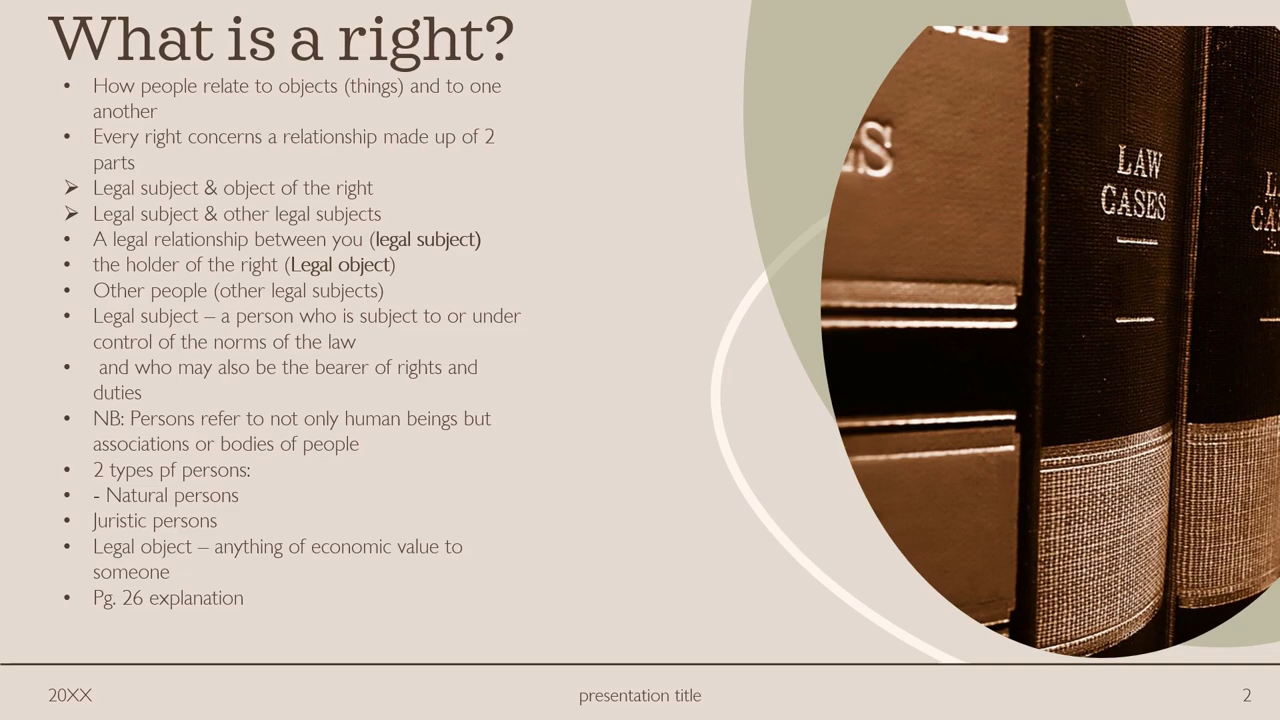 What is a right?
• How people relate to objects (things) and to one
another
• Every right concerns a relationship made up of 2
parts
➢ Legal subject & object of the right
➢ Legal subject & other legal subjects
• A legal relationship between you (legal subject)
• the holder of the right (Legal object)
• Other people (other legal subjects)
• Legal subject – a person who is subject to or under
control of the norms of the law
• and who may also be the bearer of rights and
duties
• NB: Persons refer to not only human beings but
associations or bodies of people
• 2 types pf persons:
• - Natural persons
• Juristic persons
• Legal object – anything of economic value to
someone
• Pg. 26 explanation
LAW
CASES
20XX
presentation title
2